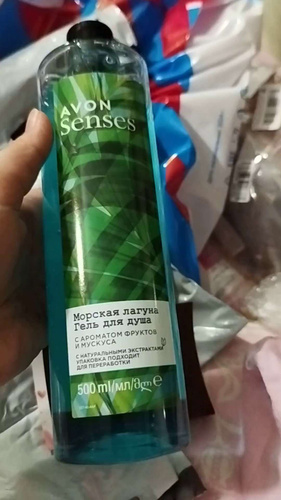 AVON
senses
Морская лагуна
Гель для душа
С АРОМАТОМ ФРУКТОВ
И МУСКУСА
С НАТУРАЛЬНЫМИ ЭКСТРАКТАМИ
УПАКОВКА ПОДХОДИТ
ДЛЯ ПЕРЕРАБОТКИ
500 ml/мл/მლ e